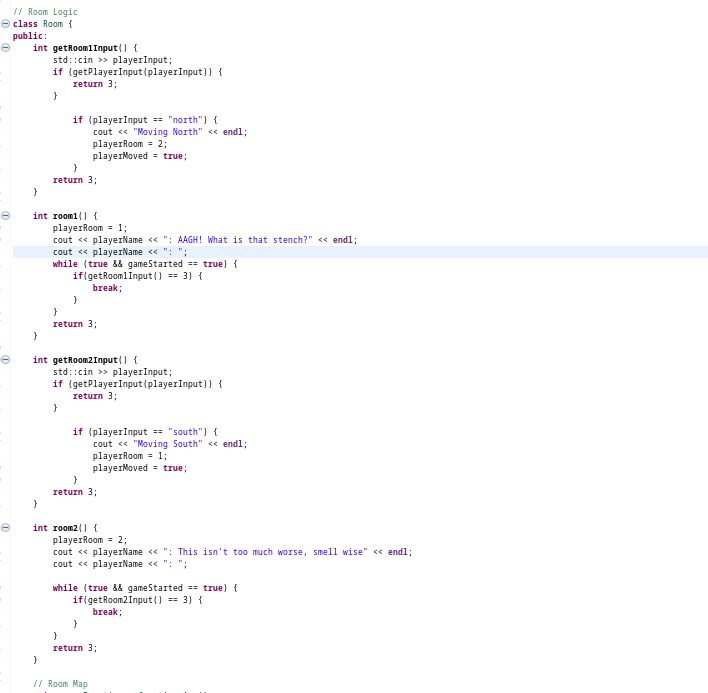 // Room Logic
class Room {
public:
    int getRoom1Input() {
        std::cin >> playerInput;
        if (getPlayerInput(playerInput)) {
            return 3;
        }
            if (playerInput == "north") {
                cout << "Moving North" << endl;
                playerRoom = 2;
                playerMoved = true;
            }
        return 3;
    }
    int room1() {
        playerRoom = 1;
        cout << playerName << ": AAGH! What is that stench?" << endl;
        cout << playerName << ": ";
        while (true && gameStarted == true) {
            if(getRoom1Input() == 3) {
                break;
            }
        }
        return 3;
    }
    int getRoom2Input() {
        std::cin >> playerInput;
        if (getPlayerInput(playerInput)) {
            return 3;
        }
            if (playerInput == "south") {
                cout << "Moving South" << endl;
                playerRoom = 1;
                playerMoved = true;
            }
        return 3;
    }
    int room2() {
        playerRoom = 2;
        cout << playerName << ": This isn't too much worse, smell wise" << endl;
        cout << playerName << ": ";
        while (true && gameStarted == true) {
            if(getRoom2Input() == 3) {
                break;
            }
        }
        return 3;
    }
    // Room Map